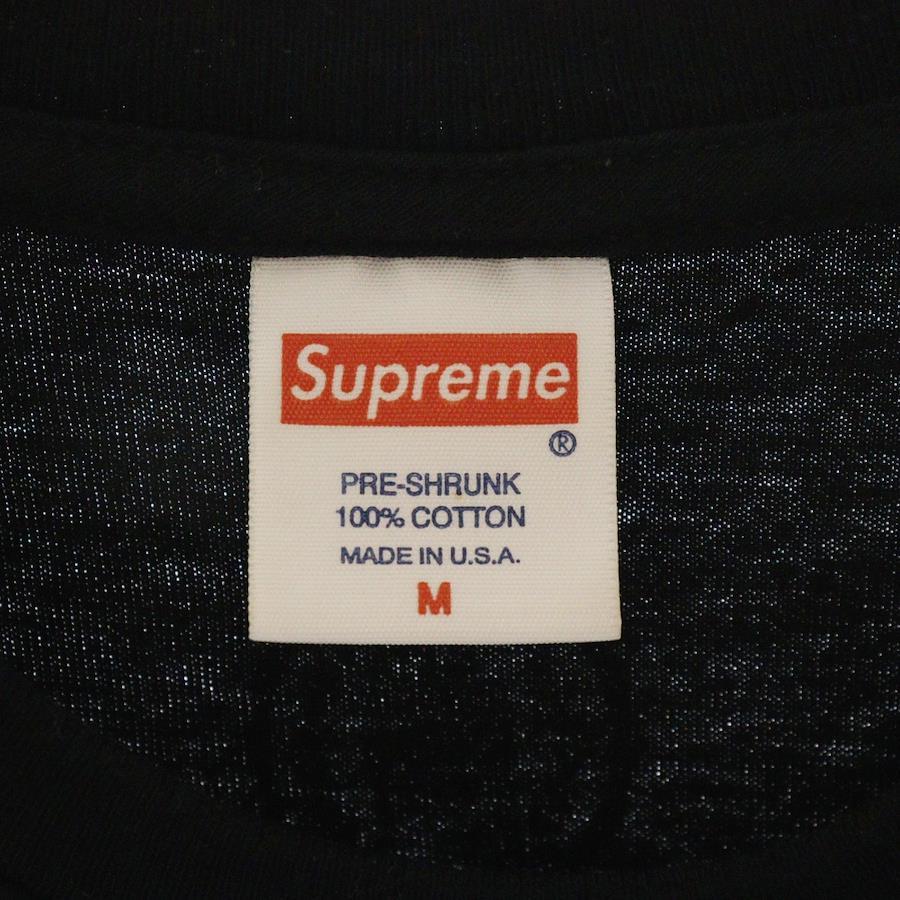 Supreme
®
PRE-SHRUNK
100% COTTON
MADE IN U.S.A.
M